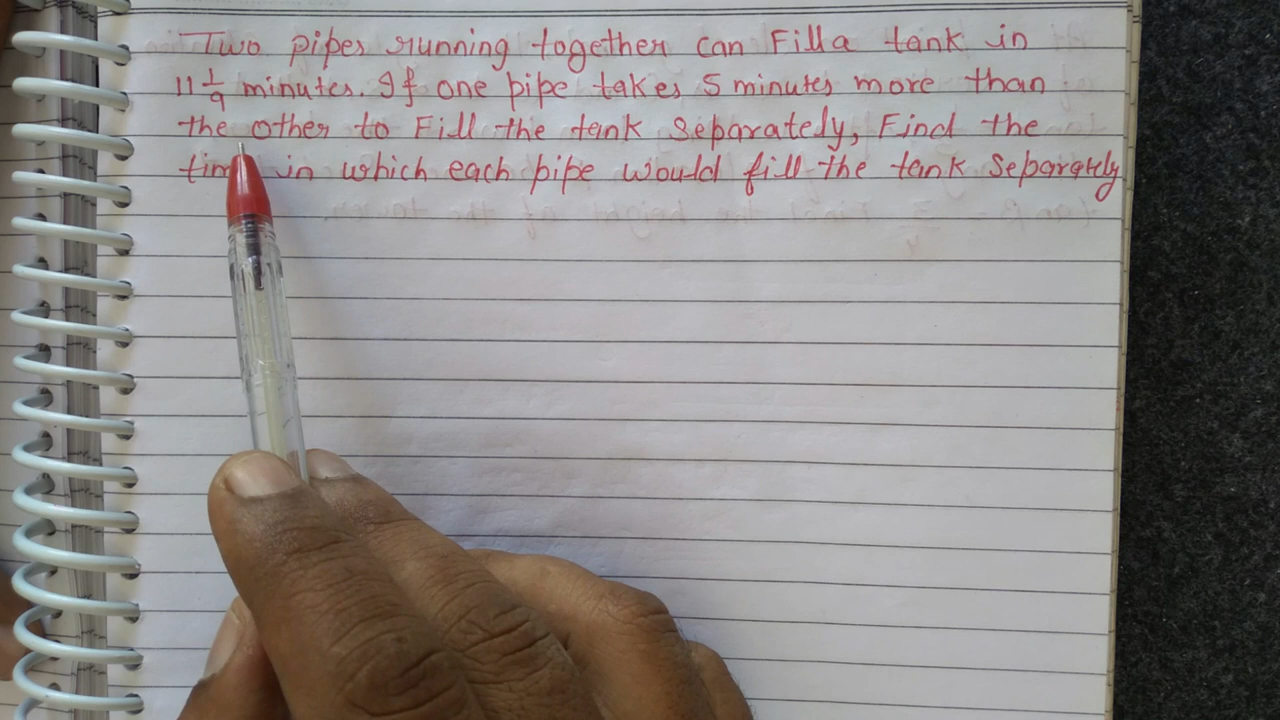 Two pipes running together can Fill a tank in
11 1/9 minutes. If one pipe takes 5 minutes more than
the other to Fill the tank Separately, Find the
in which each pipe would fill the tank Separately